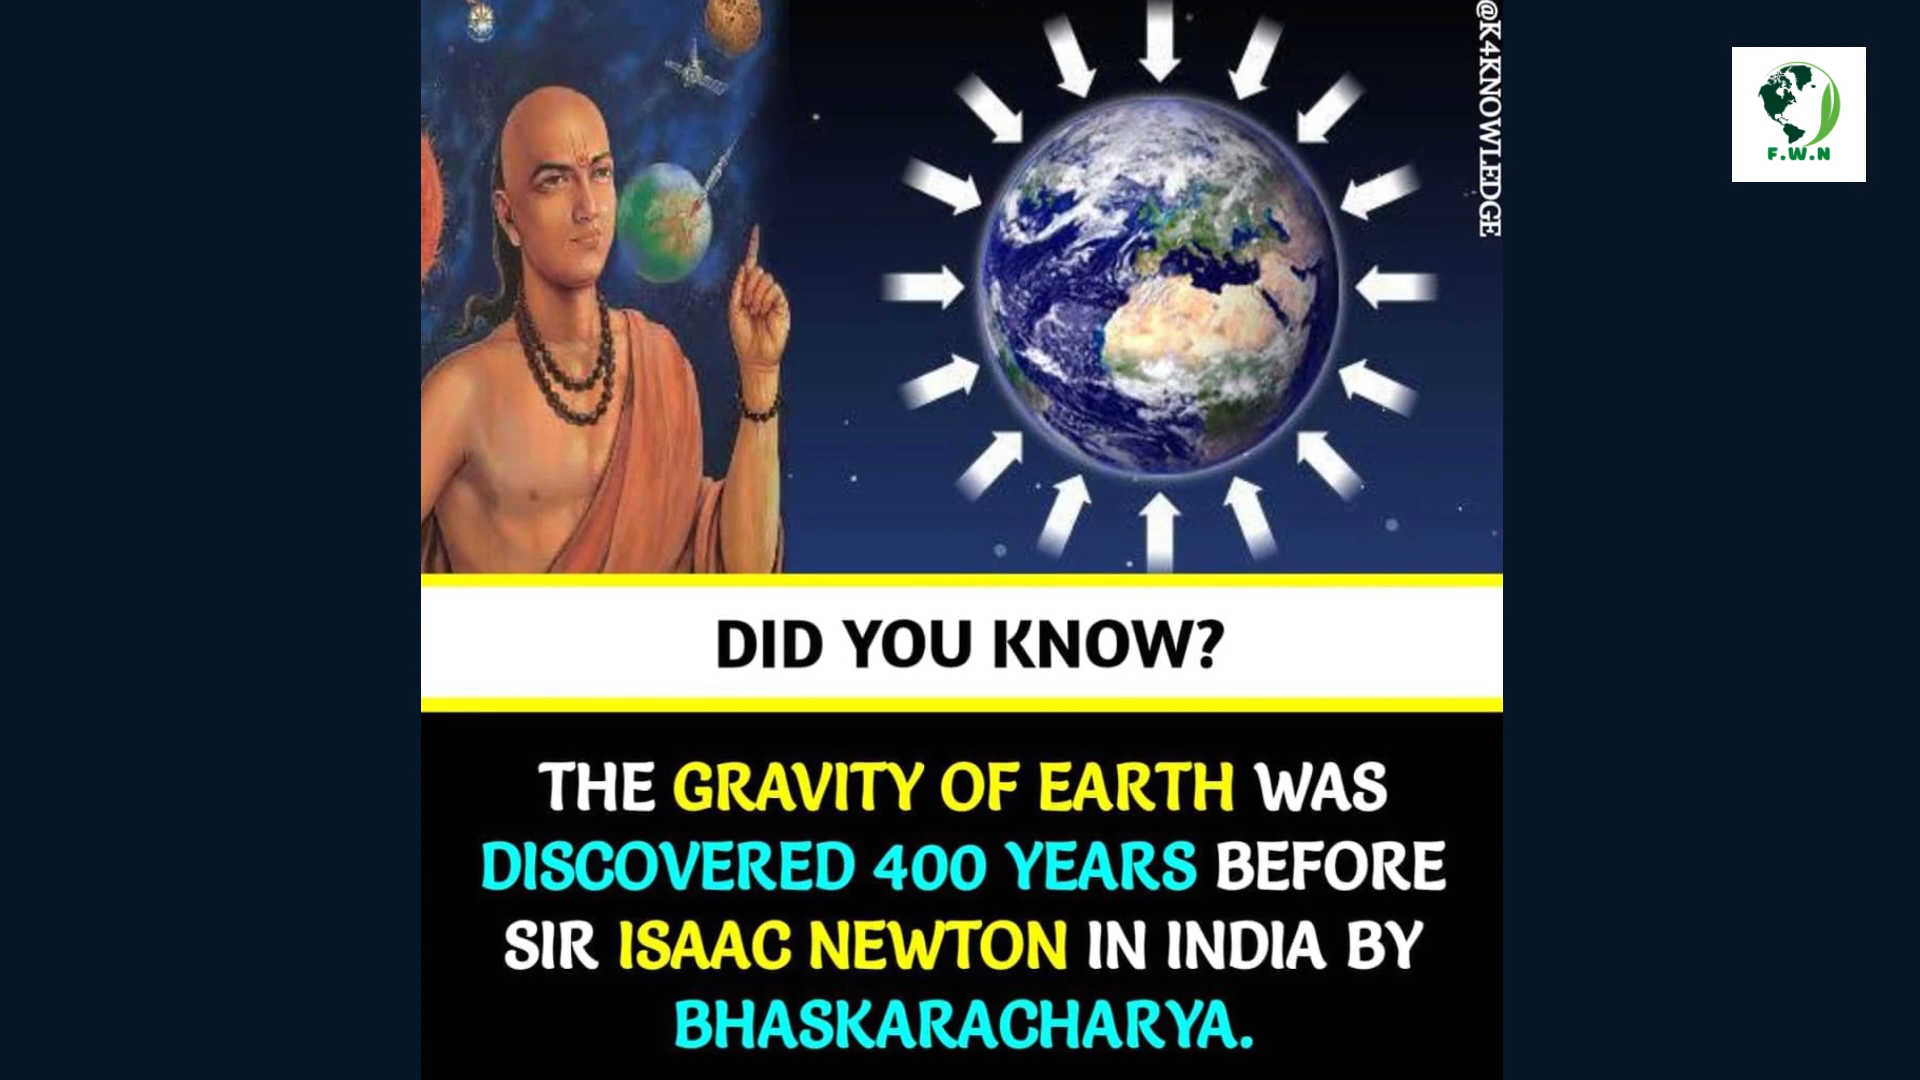 @K4KNOWLEDGE
F.W.N
DID YOU KNOW?
THE GRAVITY OF EARTH WAS
DISCOVERED 400 YEARS BEFORE
SIR ISAAC NEWTON IN INDIA BY
BHASKARACHARYA.